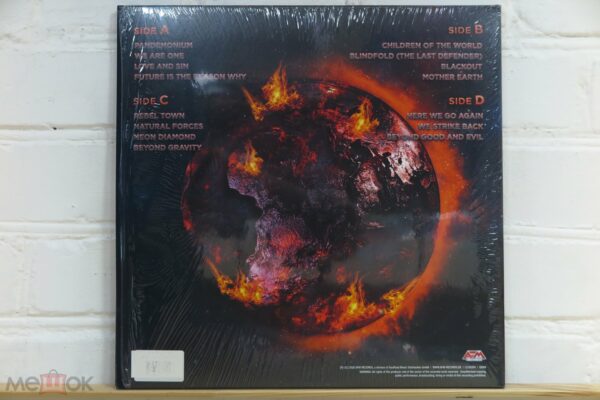 SIDE A
PANDEMONIUM
WE ARE ONE
LOVE AND SIN
FUTURE IS THE REASON WHY
SIDE B
CHILDREN OF THE WORLD
BLINDFOLD (THE LAST DEFENDER)
BLACKOUT
MOTHER EARTH
SIDE C
REBEL TOWN
NATURAL FORCES
NEON DIAMOND
BEYOND GRAVITY
SIDE D
HERE WE GO AGAIN
WE STRIKE BACK
BEYOND GOOD AND EVIL
AFM
МешОк